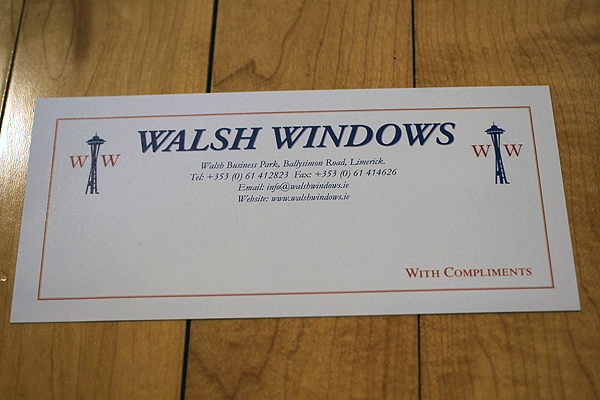 WALSH WINDOWS
W W
W W
Walsh Business Park, Ballysimon Road, Limerick.
Tel: +353 (0) 61 412823 Fax: +353 (0) 61 414626
Email: info@walshwindows.ie
Website: www.walshwindows.ie
WITH COMPLIMENTS